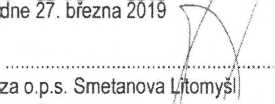 dne 27. března 2019
za o.p.s. Smetanova Litomyšl